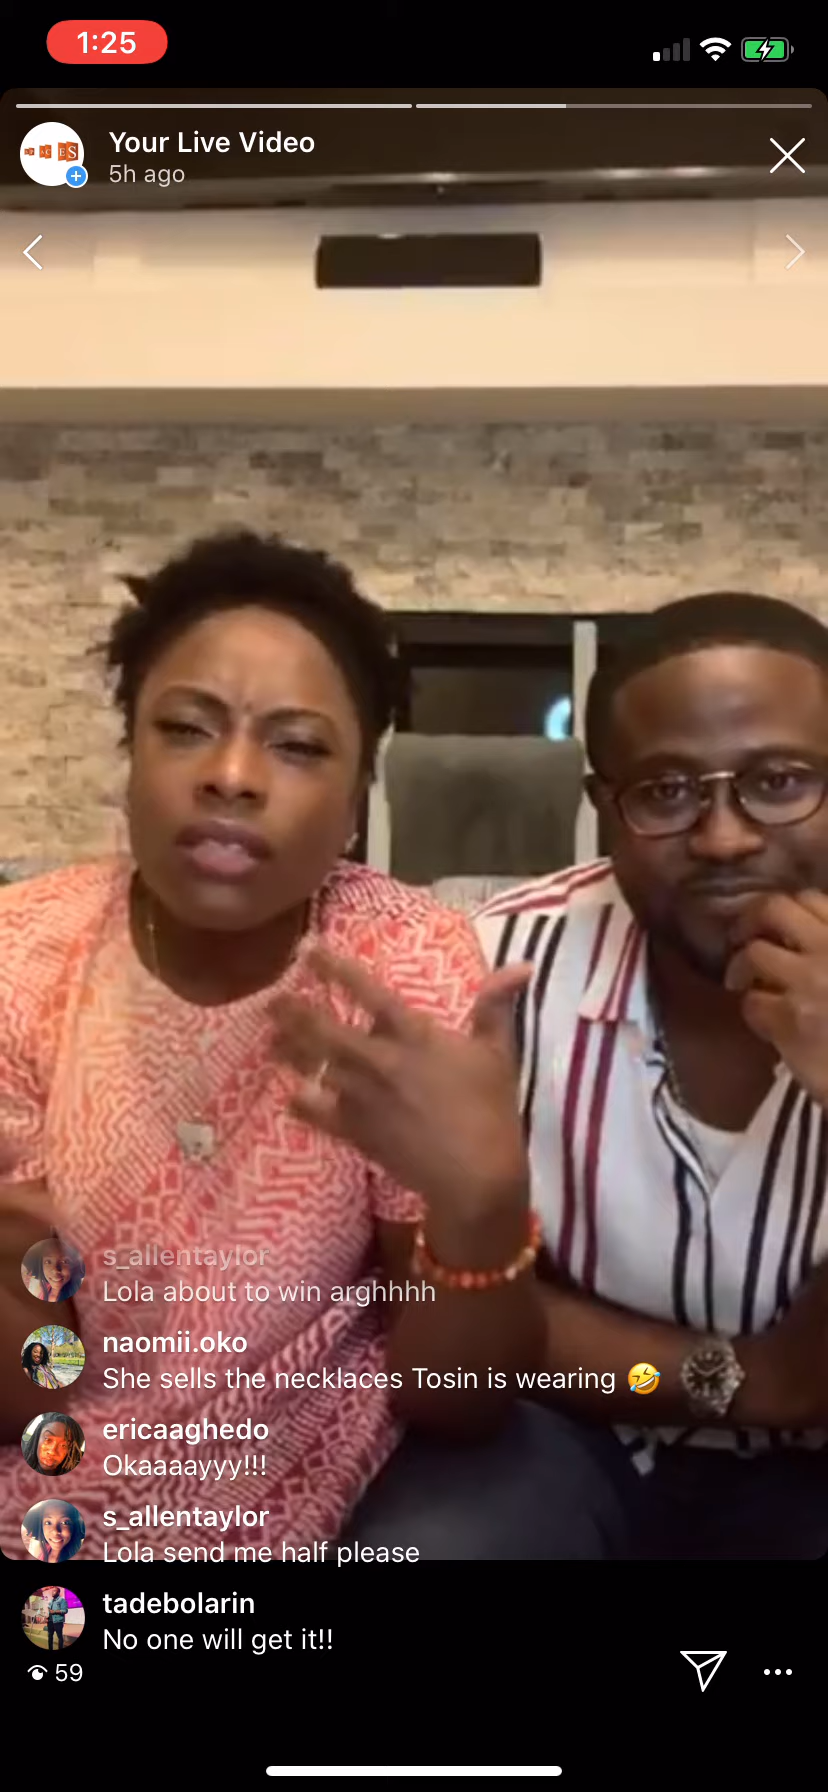 1:25
Your Live Video
5h ago
s_allentaylor
Lola about to win arghhhh
naomii.oko
She sells the necklaces Tosin is wearing 🤣
ericaaghedo
Okaaaayyy!!!
s_allentaylor
Lola send me half please
tadebolarin
No one will get it!!
59